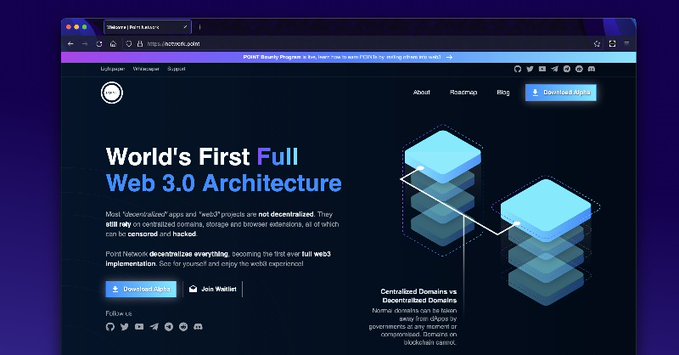 Welcome | Point Network
https://network.point
POINT Bounty Program is live, learn how to earn POINTs by inviting others into web3 →
Lightpaper Whitepaper Support
About Roadmap Blog Download Alpha
World's First Full
Web 3.0 Architecture
Most "decentralized" apps and "web3" projects are not decentralized. They
still rely on centralized domains, storage and browser extensions, all of which
can be censored and hacked.
Point Network decentralizes everything, becoming the first ever full web3
implementation. See for yourself and enjoy the web3 experience!
Download Alpha Join Waitlist
Follow us
Centralized Domains vs
Decentralized Domains
Normal domains can be taken
away from dApps by
governments at any moment or
compromised. Domains on
blockchain cannot.